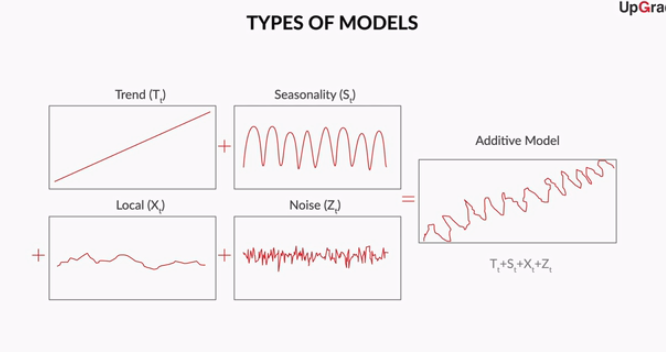 UpGra
TYPES OF MODELS
Trend (Tt)
+
Seasonality (St)
+
Local (Xt)
+
Noise (Zt)
=
Additive Model
Tt+St+Xt+Zt